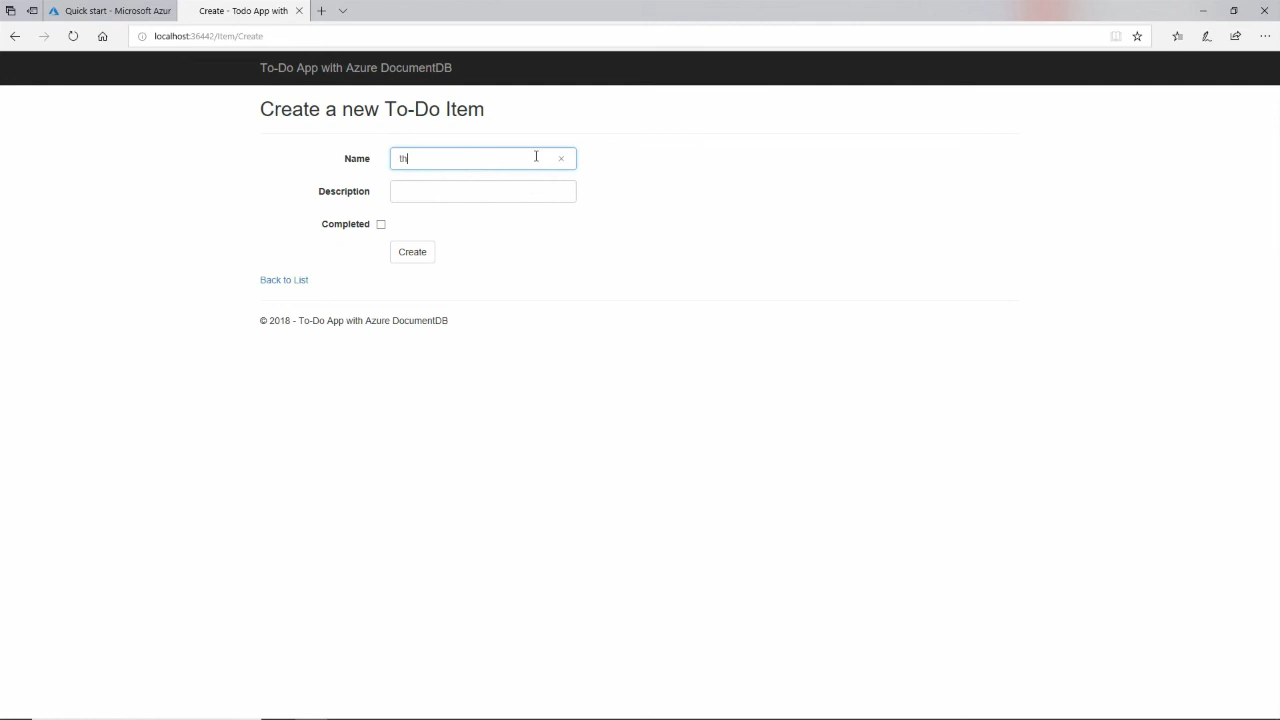 Quick start - Microsoft Azur
Create - Todo App with
localhost:36442/Item/Create
To-Do App with Azure DocumentDB
Create a new To-Do Item
Name
th
Description
Completed
Create
Back to List
© 2018 - To-Do App with Azure DocumentDB